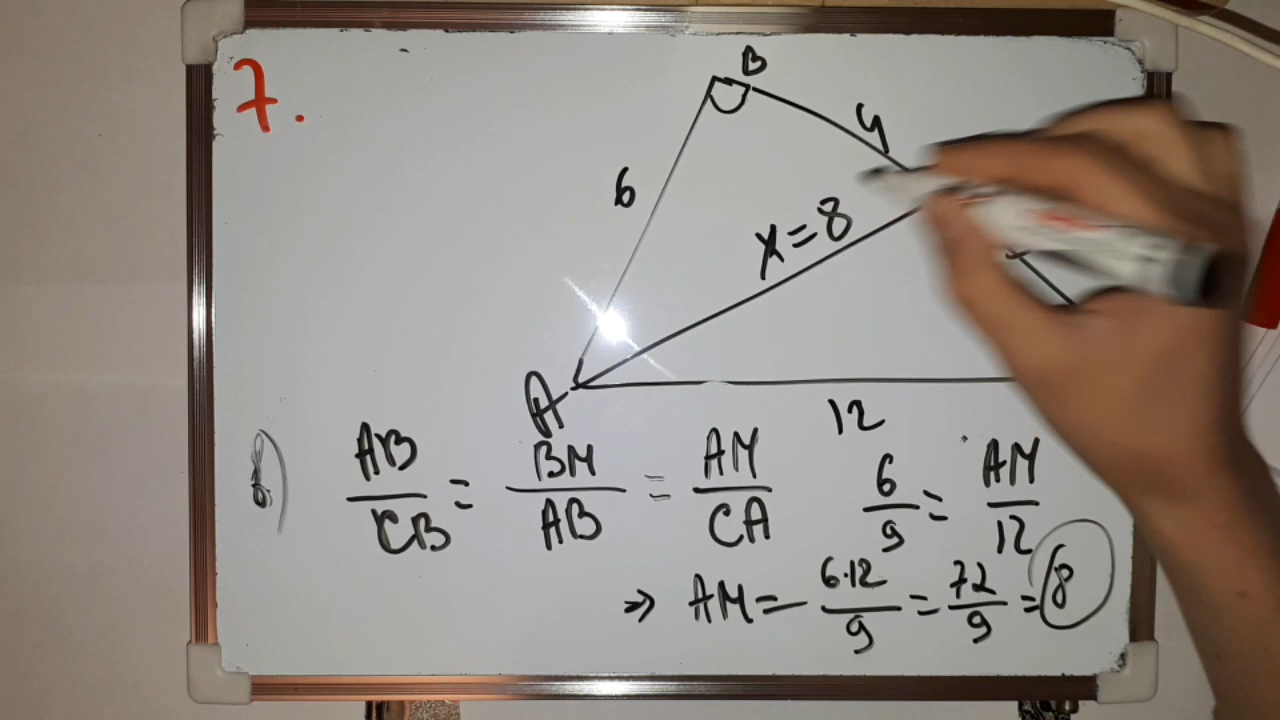 7.
B
4
6
x=8
A
12
AB/CB = BM/AB = AM/CA
6/9 = AM/12
⇒ AM = 6·12/9 = 72/9 = 8